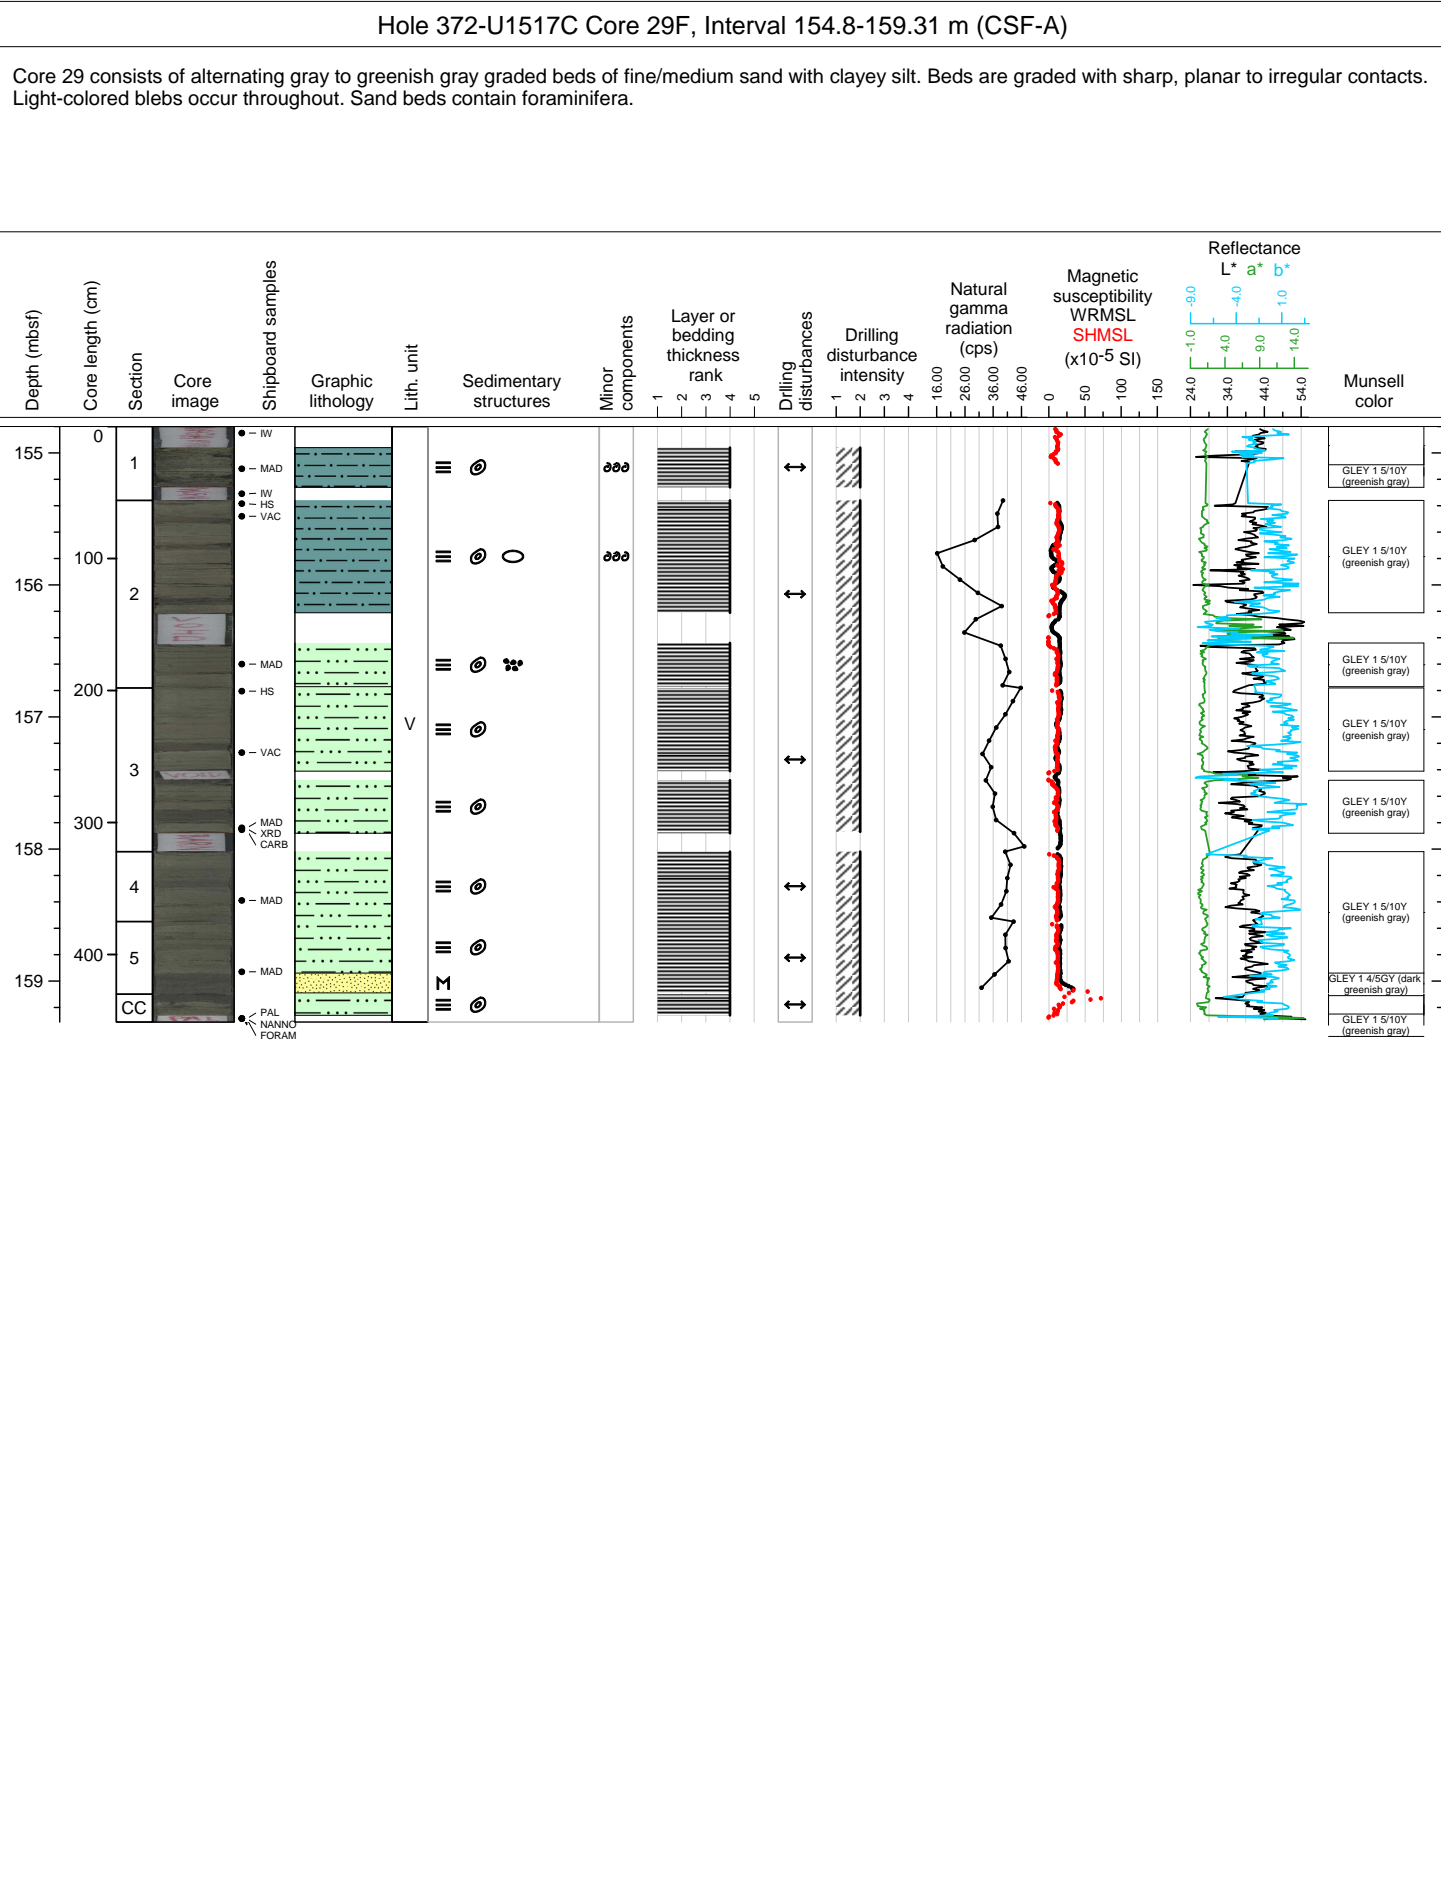 Hole 372-U1517C Core 29F, Interval 154.8-159.31 m (CSF-A)
Core 29 consists of alternating gray to greenish gray graded beds of fine/medium sand with clayey silt. Beds are graded with sharp, planar to irregular contacts.
Light-colored blebs occur throughout. Sand beds contain foraminifera.
Depth (mbsf)
Core length (cm)
Section
Core
image
Shipboard samples
Graphic
lithology
Lith. unit
Sedimentary
structures
Minor
components
Layer or
bedding
thickness
rank
1 2 3 4 5
Drlling
disturbances
Drilling
disturbance
intensity
1 2 3 4
Natural
gamma
radiation
(cps)
16.00 26.00 36.00 46.00
Magnetic
susceptibility
WRMSL
SHMSL
(x10-5 SI)
0 50 100 150
Reflectance
L* a* b*
-9.0 -4.0 1.0
-1.0 4.0 9.0 14.0
24.0 34.0 44.0 54.0
Munsell
color
155
156
157
158
159
0
100
200
300
400
1
2
3
4
5
CC
IW
MAD
IW
HS
VAC
MAD
HS
VAC
MAD
XRD
CARB
MAD
MAD
PAL
NANNO
FORAM
VOID
V
M
GLEY 1 5/10Y
(greenish gray)
GLEY 1 5/10Y
(greenish gray)
GLEY 1 5/10Y
(greenish gray)
GLEY 1 5/10Y
(greenish gray)
GLEY 1 5/10Y
(greenish gray)
GLEY 1 5/10Y
(greenish gray)
GLEY 1 4/5GY (dark
greenish gray)
GLEY 1 5/10Y
(greenish gray)